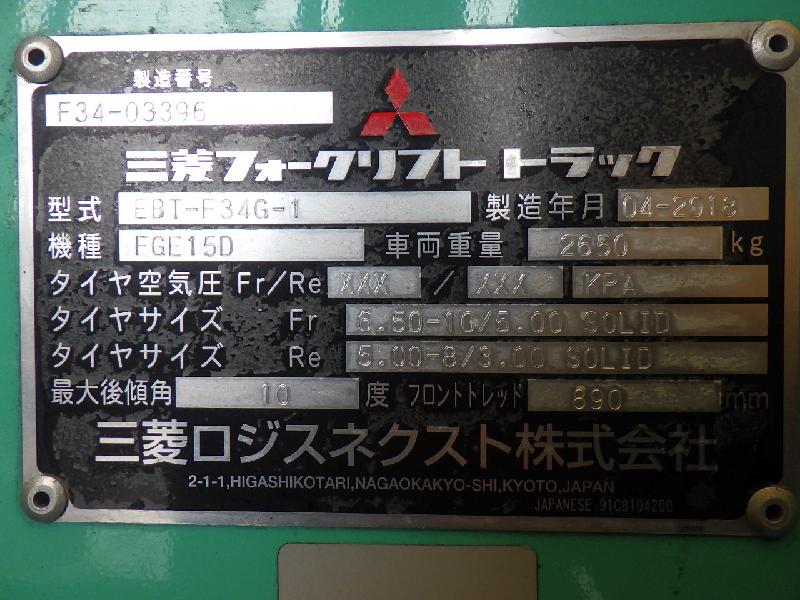 製造番号
F34-03396
三菱フォークリフト トラック
型式 EBT-F34G-1 製造年月 04-2018
機種 FGE15D 車両重量 2650 kg
タイヤ空気圧 Fr/Re XXX / XXX KPA
タイヤサイズ Fr 6.50-10/5.00 SOLID
タイヤサイズ Re 5.00-8/3.00 SOLID
最大後傾角 10 度 フロントトレッド 890 mm
三菱ロジスネクスト株式会社
2-1-1,HIGASHIKOTARI,NAGAOKAKYO-SHI,KYOTO,JAPAN
JAPANESE 91C8104200